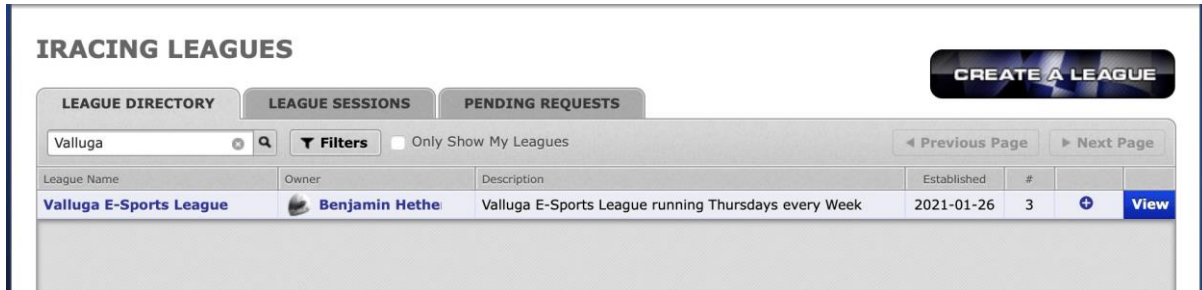 IRACING LEAGUES
CREATE A LEAGUE
LEAGUE DIRECTORY LEAGUE SESSIONS PENDING REQUESTS
Valluga Filters Only Show My Leagues Previous Page Next Page
League Name Owner Description Established #
Valluga E-Sports League Benjamin Hethe Valluga E-Sports League running Thursdays every Week 2021-01-26 3 View